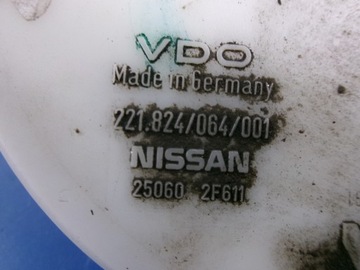 VDO
Made in Germany
221.824/064/001
NISSAN
25060 2F611